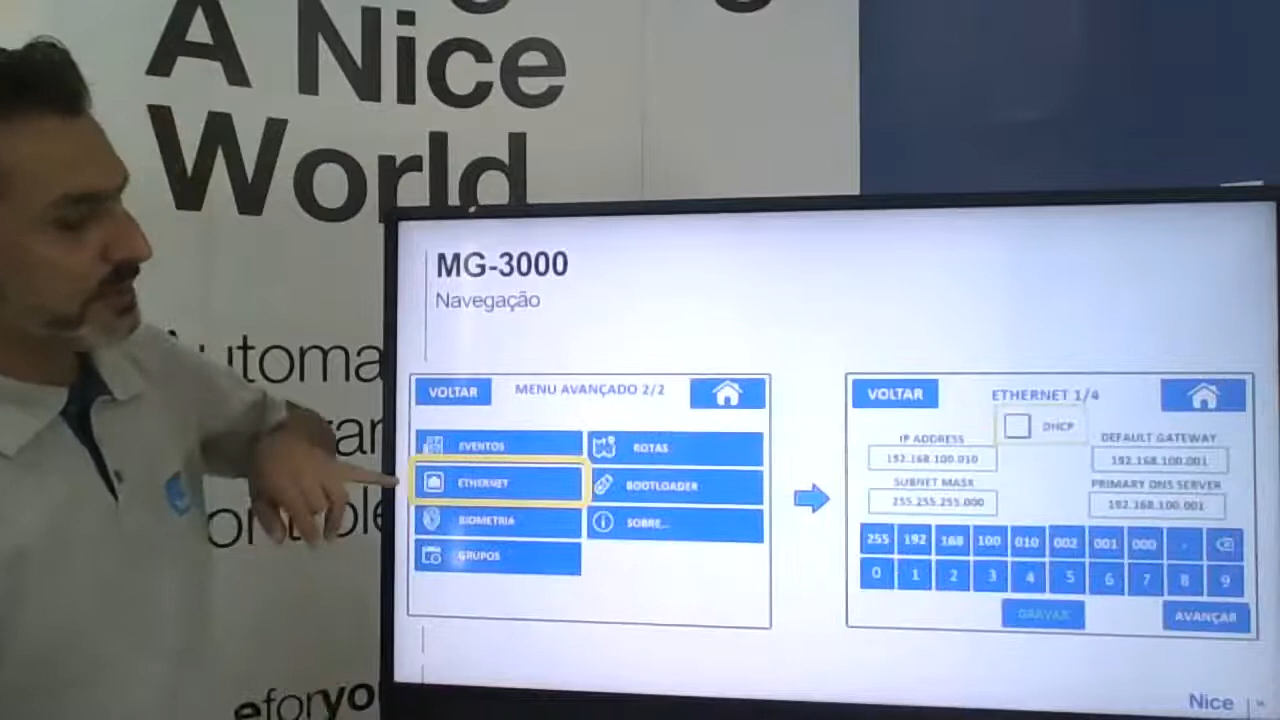 A Nice
World
Automa
MG-3000
Navegação
VOLTAR
MENU AVANÇADO 2/2
EVENTOS
ROTAS
ETHERNET
BOOTLOADER
BIOMETRIA
SOBRE...
GRUPOS
VOLTAR
ETHERNET 1/4
DHCP
IP ADDRESS
192.168.100.010
DEFAULT GATEWAY
192.168.100.001
SUBNET MASK
255.255.255.000
PRIMARY DNS SERVER
192.168.100.001
255 192 168 100 010 002 001 000 .
0 1 2 3 4 5 6 7 8 9
GRAVAR
AVANÇAR
eforyo
Nice